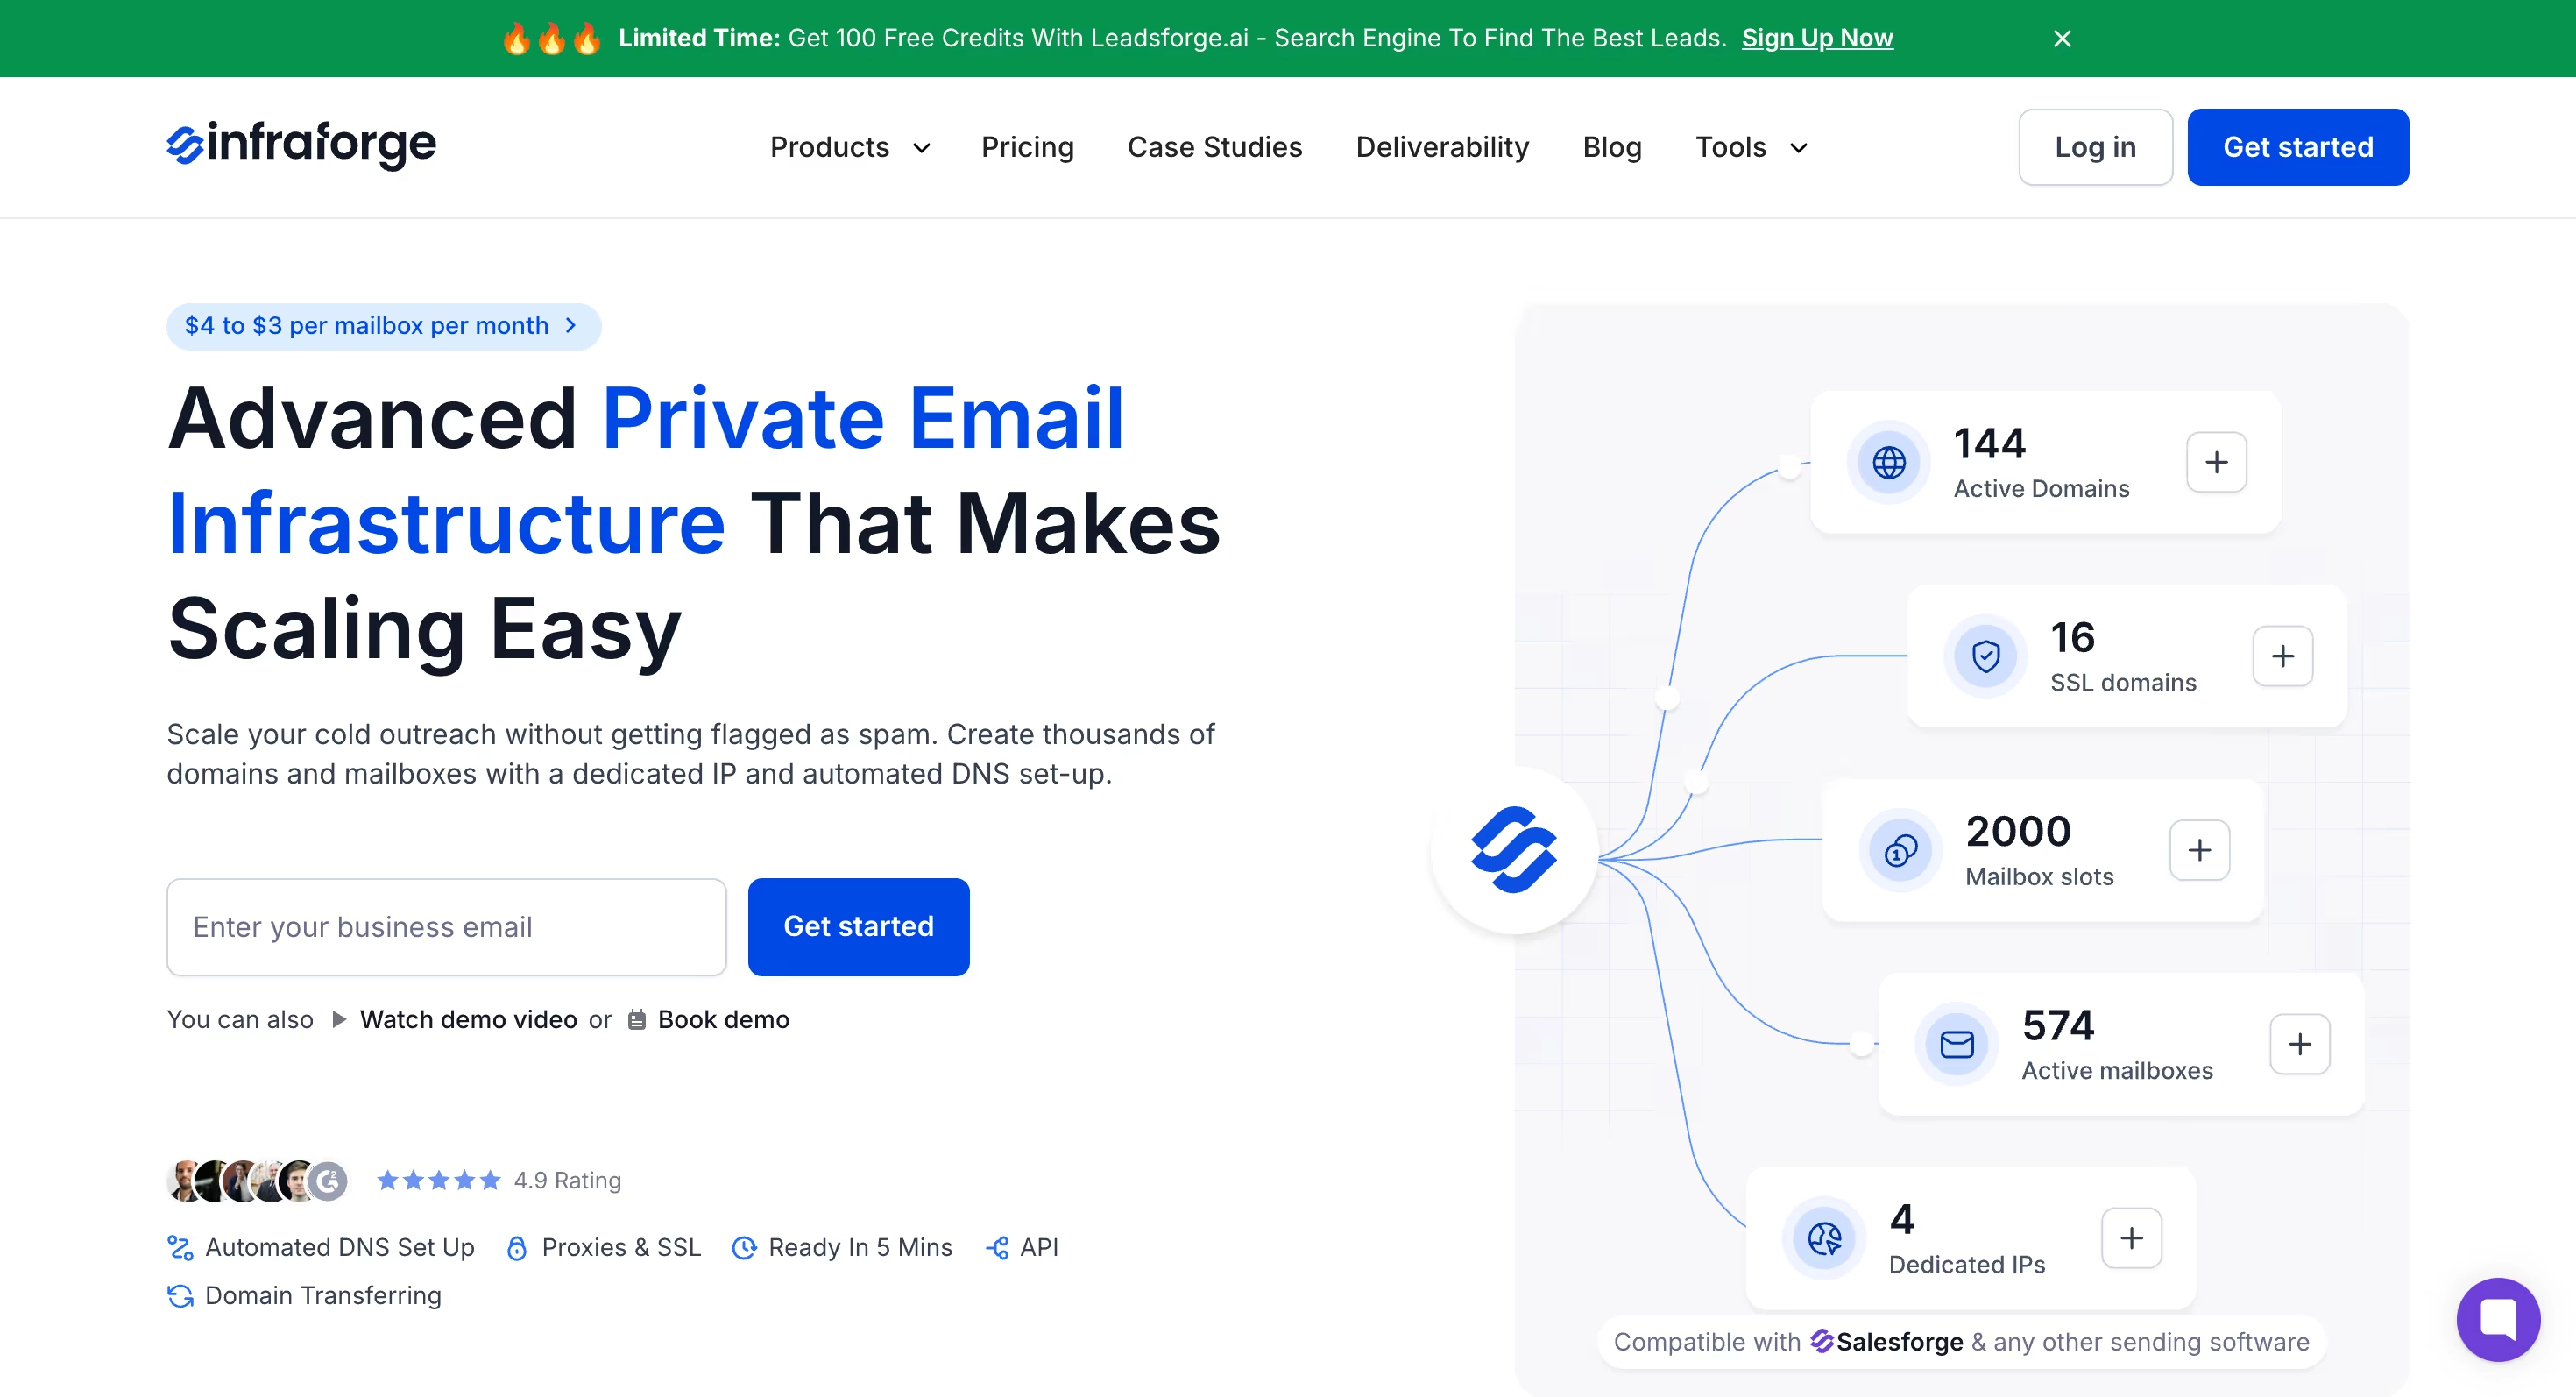 🔥🔥🔥 Limited Time: Get 100 Free Credits With Leadsforge.ai - Search Engine To Find The Best Leads. Sign Up Now
infraforge
Products
Pricing
Case Studies
Deliverability
Blog
Tools
Log in
Get started
$4 to $3 per mailbox per month
Advanced Private Email
Infrastructure That Makes
Scaling Easy
Scale your cold outreach without getting flagged as spam. Create thousands of
domains and mailboxes with a dedicated IP and automated DNS set-up.
Enter your business email
Get started
You can also Watch demo video or Book demo
4.9 Rating
Automated DNS Set Up
Proxies & SSL
Ready In 5 Mins
API
Domain Transferring
144
Active Domains
16
SSL domains
2000
Mailbox slots
574
Active mailboxes
4
Dedicated IPs
Compatible with Salesforge & any other sending software